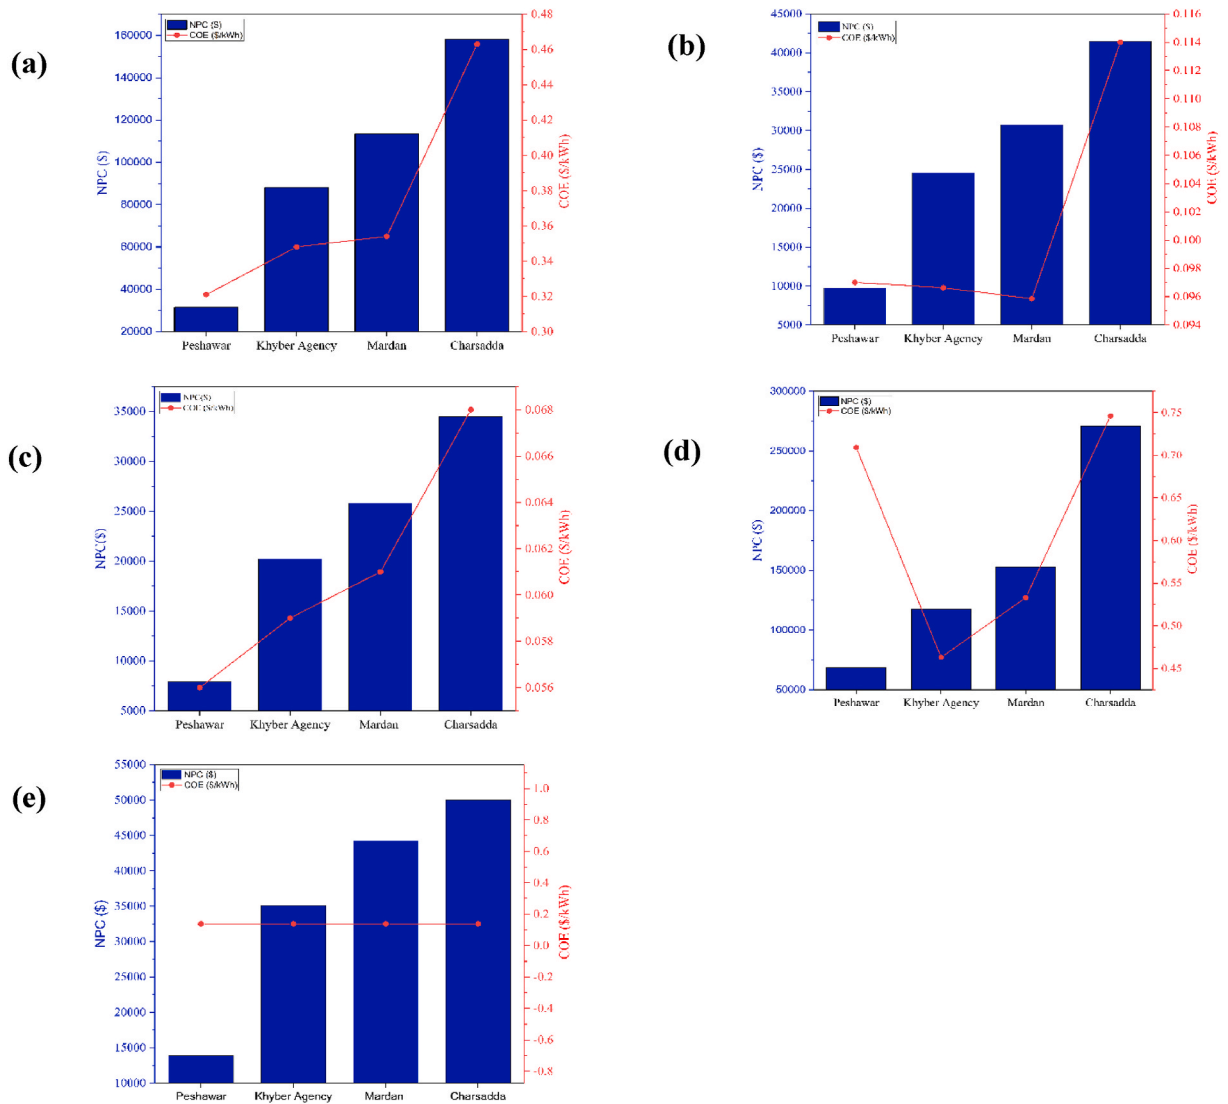 (a)
NPC ($)
COE ($/kWh)
160000
140000
120000
100000
80000
60000
40000
20000
NPC ($)
0.48
0.46
0.44
0.42
0.40
0.38
0.36
0.34
0.32
0.30
COE ($/kWh)
Peshawar Khyber Agency Mardan Charsadda
(b)
NPC ($)
COE ($/kWh)
45000
40000
35000
30000
25000
20000
15000
10000
5000
NPC ($)
0.116
0.114
0.112
0.110
0.108
0.106
0.104
0.102
0.100
0.098
0.096
0.094
COE ($/kWh)
Peshawar Khyber Agency Mardan Charsadda
(c)
NPC($)
COE ($/kWh)
35000
30000
25000
20000
15000
10000
5000
NPC($)
0.068
0.066
0.064
0.062
0.060
0.058
0.056
COE ($/kWh)
Peshawar Khyber Agency Mardan Charsadda
(d)
NPC ($)
COE ($/kWh)
300000
250000
200000
150000
100000
50000
NPC ($)
0.75
0.70
0.65
0.60
0.55
0.50
0.45
COE ($/kWh)
Peshawar Khyber Agency Mardan Charsadda
(e)
NPC ($)
COE ($/kWh)
55000
50000
45000
40000
35000
30000
25000
20000
15000
10000
NPC ($)
1.0
0.8
0.6
0.4
0.2
0.0
-0.2
-0.4
-0.6
-0.8
COE ($/kWh)
Peshawar Khyber Agency Mardan Charsadda